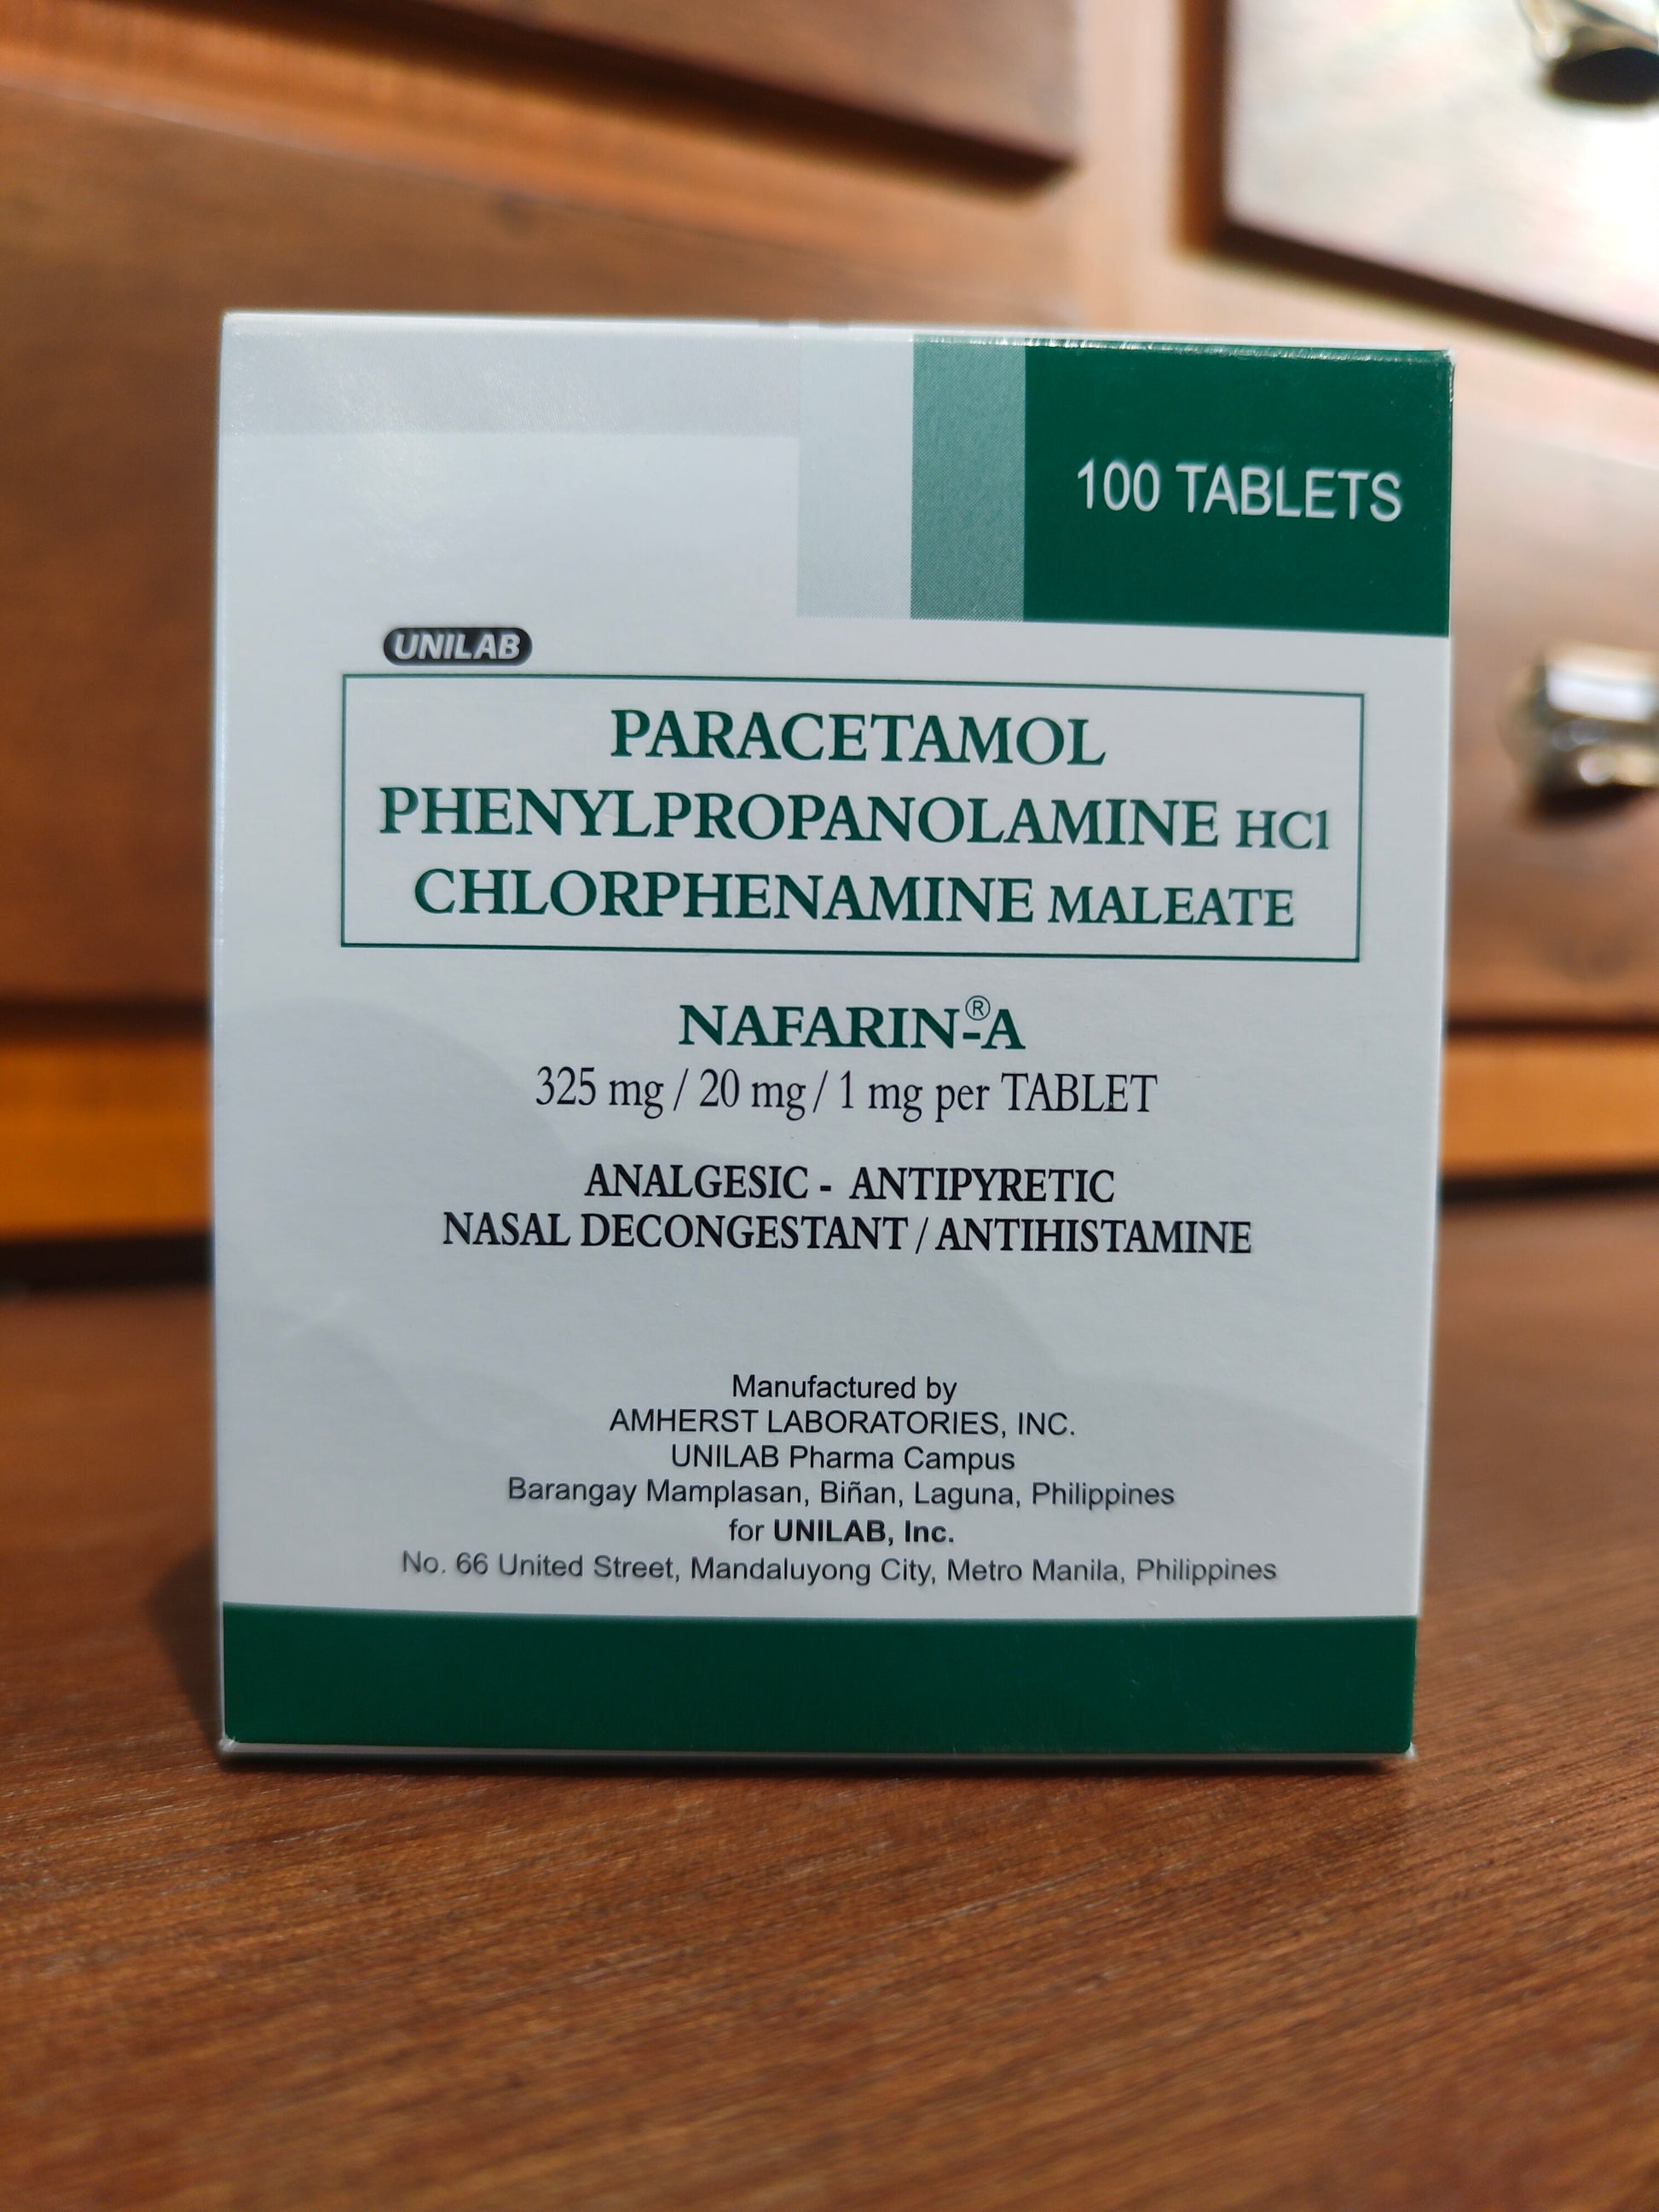 100 TABLETS
UNILAB
PARACETAMOL
PHENYLPROPANOLAMINE HCl
CHLORPHENAMINE MALEATE
NAFARIN®-A
325 mg / 20 mg / 1 mg per TABLET
ANALGESIC - ANTIPYRETIC
NASAL DECONGESTANT / ANTIHISTAMINE
Manufactured by
AMHERST LABORATORIES, INC.
UNILAB Pharma Campus
Barangay Mamplasan, Biñan, Laguna, Philippines
for UNILAB, Inc.
No. 66 United Street, Mandaluyong City, Metro Manila, Philippines